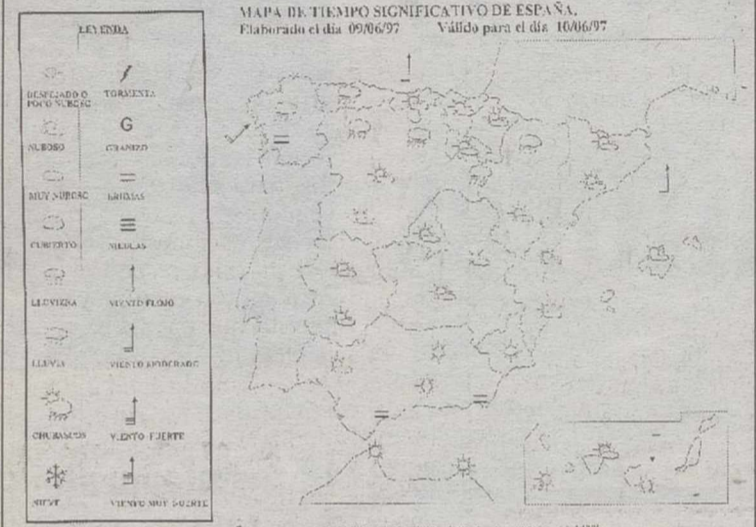 MAPA DE TIEMPO SIGNIFICATIVO DE ESPAÑA.
Elaborado el día 09/06/97 Válido para el día 10/06/97
LEYENDA
DESPEJADO O
POCO NUBOSO
TORMENTA
NUBOSO
G
GRANIZO
MUY NUBOSO
BRUMAS
CUBIERTO
NIEBLAS
LLOVIZNA
VIENTO FLOJO
LLUVIA
VIENTO MODERADO
CHUBASCOS
VIENTO FUERTE
NIEVE
VIENTO MUY FUERTE